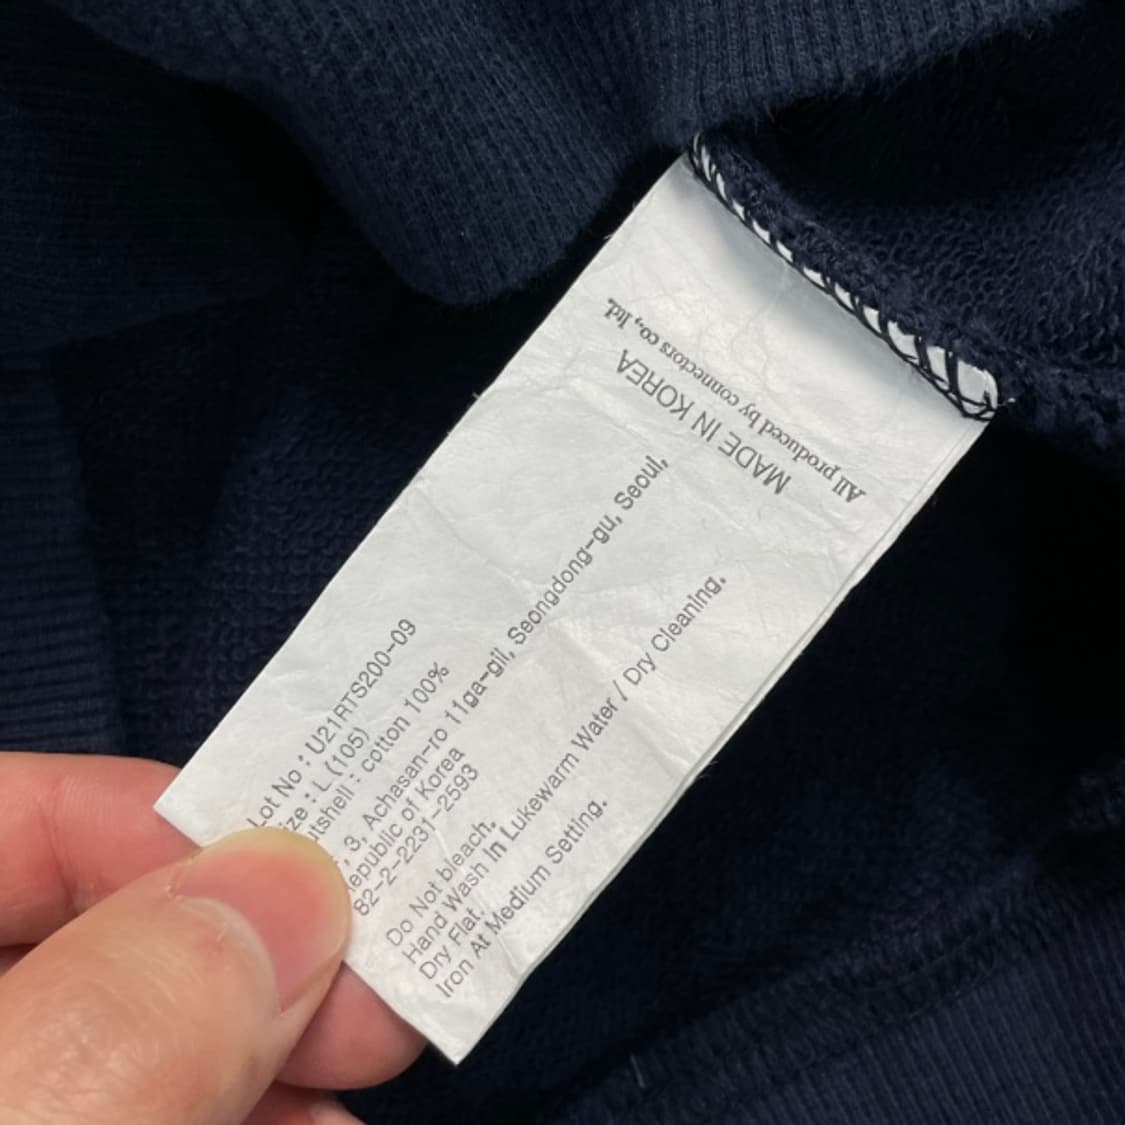 All produced by connectors co., ltd.
MADE IN KOREA
Lot No : U21RTS200-09
ze : L (105)
utshell : cotton 100%
, 3, Achasan-ro 11ga-gil, Seongdong-gu, Seoul,
epublic of Korea
82-2-2231-2593
Do Not bleach.
Hand Wash In Lukewarm Water / Dry Cleaning.
Dry Flat.
Iron At Medium Setting.